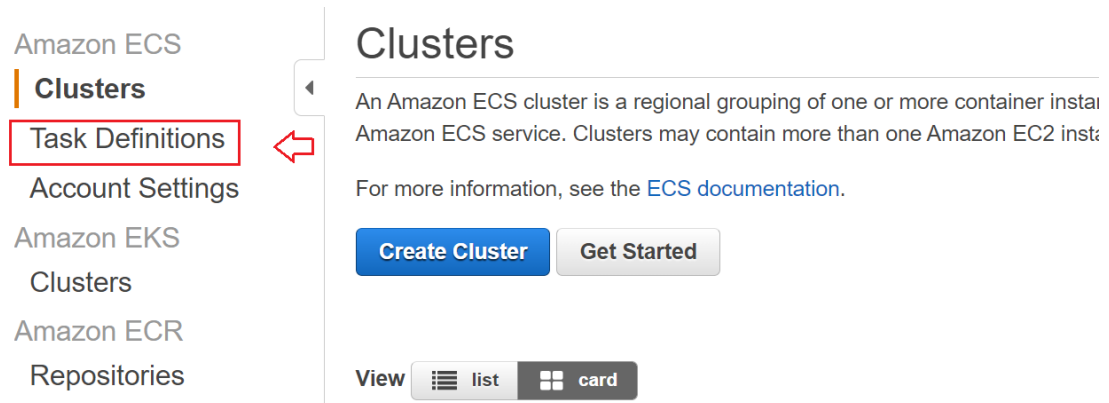 Amazon ECS
Clusters
Task Definitions
Account Settings
Amazon EKS
Clusters
Amazon ECR
Repositories
Clusters
An Amazon ECS cluster is a regional grouping of one or more container
Amazon ECS service. Clusters may contain more than one Amazon EC2
For more information, see the ECS documentation.
Create Cluster
Get Started
View
list
card